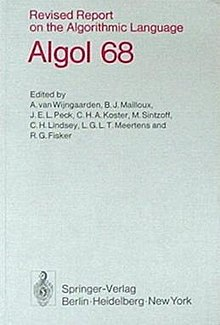 Revised Report
on the Algorithmic Language
Algol 68
Edited by
A. van Wijngaarden, B. J. Mailloux,
J. E. L. Peck, C. H. A. Koster, M. Sintzoff,
C. H. Lindsey, L. G. L. T. Meertens and
R. G. Fisker
Springer-Verlag
Berlin · Heidelberg · New York